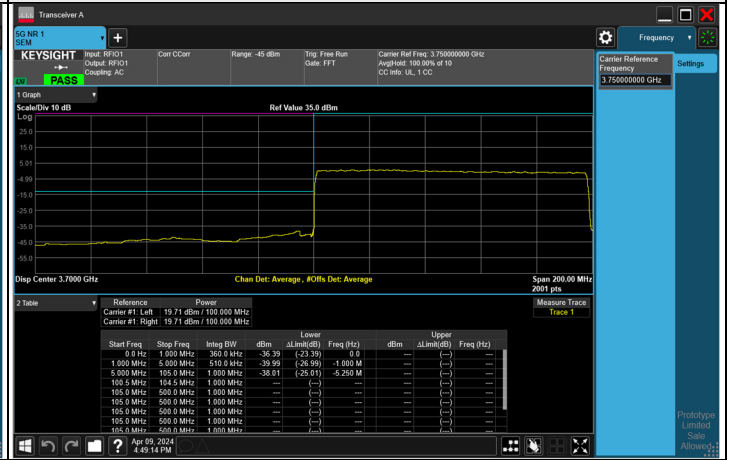 Transceiver A
5G NR 1
SEM
Frequency
KEYSIGHT
LVI
PASS
Input: RFIO1
Output: RFIO1
Coupling: AC
Corr CCorr
Range: -45 dBm
Trig: Free Run
Gate: FFT
Carrier Ref Freq: 3.750000000 GHz
Avg|Hold: 100.00% of 10
CC Info: UL, 1 CC
Carrier Reference
Frequency
3.750000000 GHz
Settings
1 Graph
Scale/Div 10 dB
Ref Value 35.0 dBm
Log
25.0
15.0
5.01
-4.99
-15.0
-25.0
-35.0
-45.0
-55.0
Disp Center 3.7000 GHz
Chan Det: Average, #Offs Det: Average
Span 200.00 MHz
2001 pts
2 Table
Reference Power
Carrier #1: Left 19.71 dBm / 100.000 MHz
Carrier #1: Right 19.71 dBm / 100.000 MHz
Measure Trace
Trace 1
Lower Upper
Start Freq Stop Freq Integ BW dBm ΔLimit(dB) Freq (Hz) dBm ΔLimit(dB) Freq (Hz)
0.0 Hz 1.000 MHz 360.0 kHz -36.39 (-23.39) 0.0 --- (---) ---
1.000 MHz 5.000 MHz 510.0 kHz -39.99 (-26.99) -1.000 M --- (---) ---
5.000 MHz 105.0 MHz 1.000 MHz -38.01 (-25.01) -5.250 M --- (---) ---
100.5 MHz 104.5 MHz 1.000 MHz --- (---) --- --- (---) ---
105.0 MHz 500.0 MHz 1.000 MHz --- (---) --- --- (---) ---
105.0 MHz 500.0 MHz 1.000 MHz --- (---) --- --- (---) ---
105.0 MHz 500.0 MHz 1.000 MHz --- (---) --- --- (---) ---
105.0 MHz 500.0 MHz 1.000 MHz --- (---) --- --- (---) ---
105.0 MHz 500.0 MHz 1.000 MHz --- (---) --- --- (---) ---
Apr 09, 2024
4:49:14 PM
Prototype
Limited
Sale
Allowed